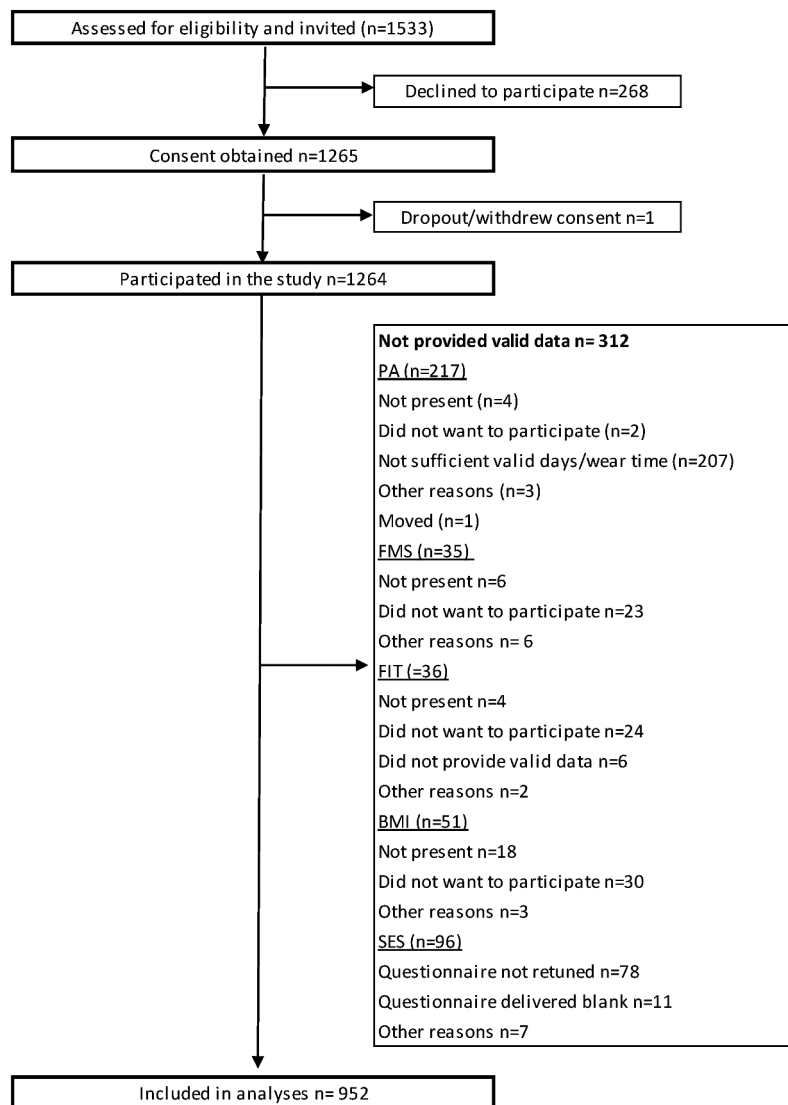 Assessed for eligibility and invited (n=1533)
Declined to participate n=268
Consent obtained n=1265
Dropout/withdrew consent n=1
Participated in the study n=1264
Not provided valid data n= 312
PA (n=217)
Not present (n=4)
Did not want to participate (n=2)
Not sufficient valid days/wear time (n=207)
Other reasons (n=3)
Moved (n=1)
FMS (n=35)
Not present n=6
Did not want to participate n=23
Other reasons n= 6
FIT (=36)
Not present n=4
Did not want to participate n=24
Did not provide valid data n=6
Other reasons n=2
BMI (n=51)
Not present n=18
Did not want to participate n=30
Other reasons n=3
SES (n=96)
Questionnaire not retuned n=78
Questionnaire delivered blank n=11
Other reasons n=7
Included in analyses n= 952